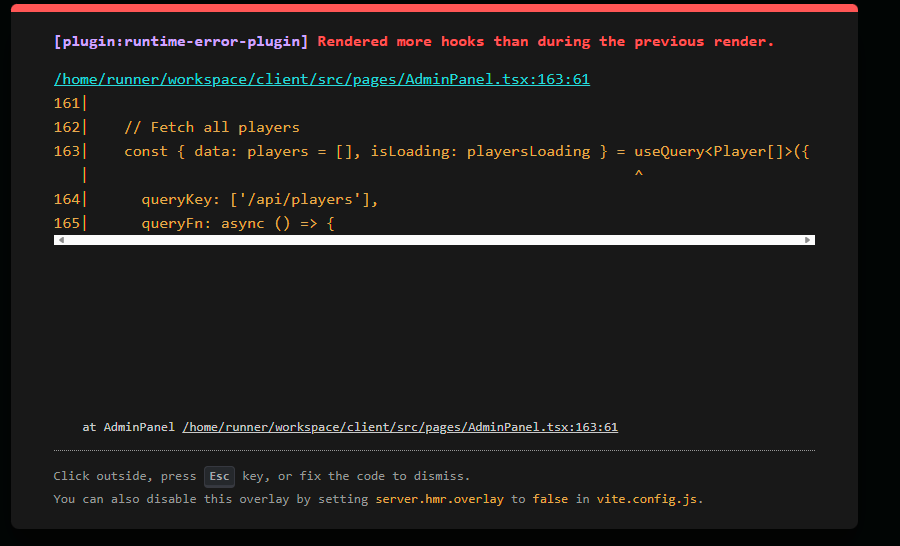 [plugin:runtime-error-plugin] Rendered more hooks than during the previous render.
/home/runner/workspace/client/src/pages/AdminPanel.tsx:163:61
161|
162|    // Fetch all players
163|    const { data: players = [], isLoading: playersLoading } = useQuery<Player[]>({
   |                                                              ^
164|      queryKey: ['/api/players'],
165|      queryFn: async () => {
at AdminPanel /home/runner/workspace/client/src/pages/AdminPanel.tsx:163:61
Click outside, press Esc key, or fix the code to dismiss.
You can also disable this overlay by setting server.hmr.overlay to false in vite.config.js.